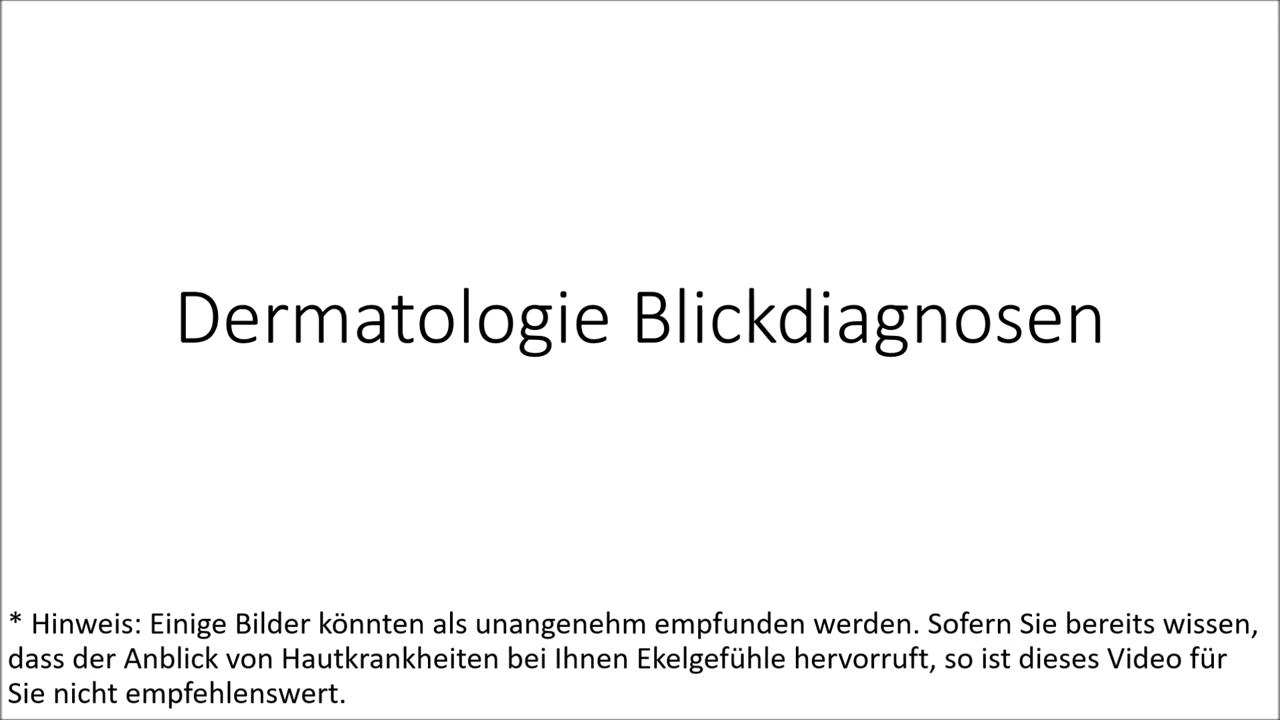 Dermatologie Blickdiagnosen
* Hinweis: Einige Bilder könnten als unangenehm empfunden werden. Sofern Sie bereits wissen,
dass der Anblick von Hautkrankheiten bei Ihnen Ekelgefühle hervorruft, so ist dieses Video für
Sie nicht empfehlenswert.